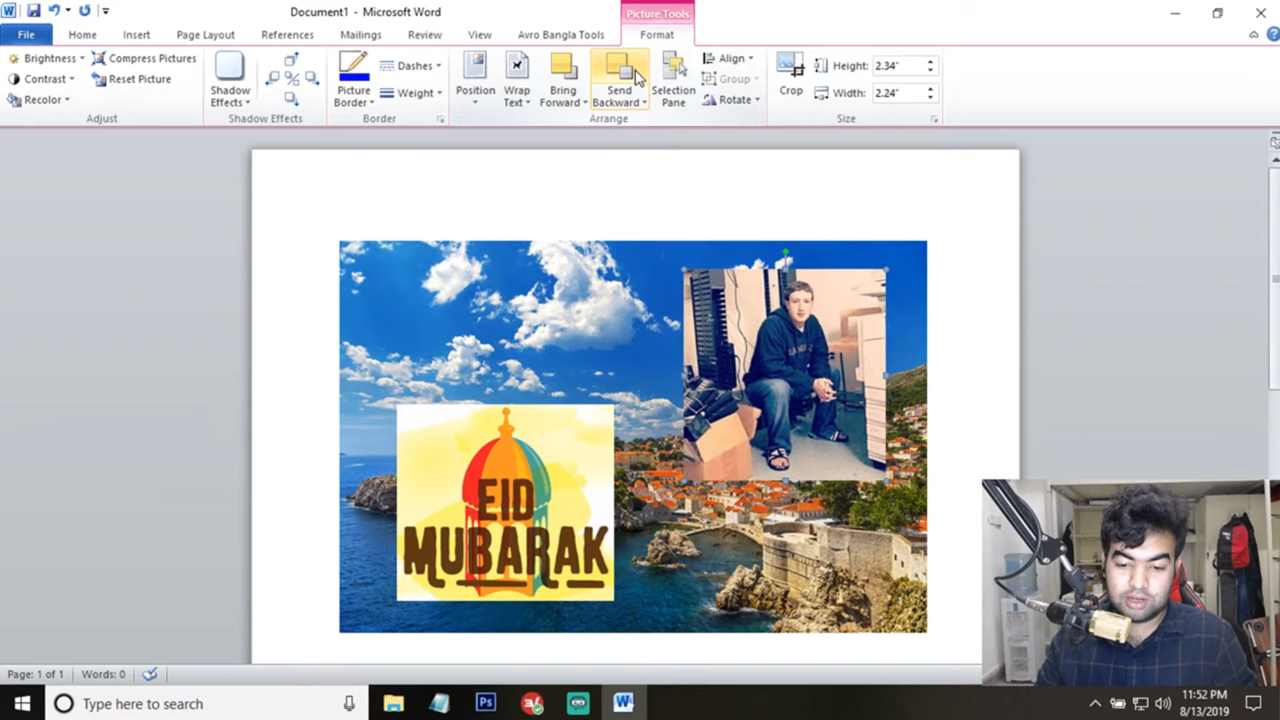 Document1 - Microsoft Word
Picture Tools
File Home Insert Page Layout References Mailings Review View Avro Bangla Tools Format
Brightness
Contrast
Recolor
Compress Pictures
Reset Picture
Adjust
Shadow
Effects
Shadow Effects
Picture
Border
Dashes
Weight
Border
Position
Wrap
Text
Bring
Forward
Send
Backward
Selection
Pane
Align
Group
Rotate
Arrange
Crop
Height: 2.34"
Width: 2.24"
Size
EID
MUBARAK
Page: 1 of 1 Words: 0
Type here to search
Ps
W
11:52 PM
8/13/2019